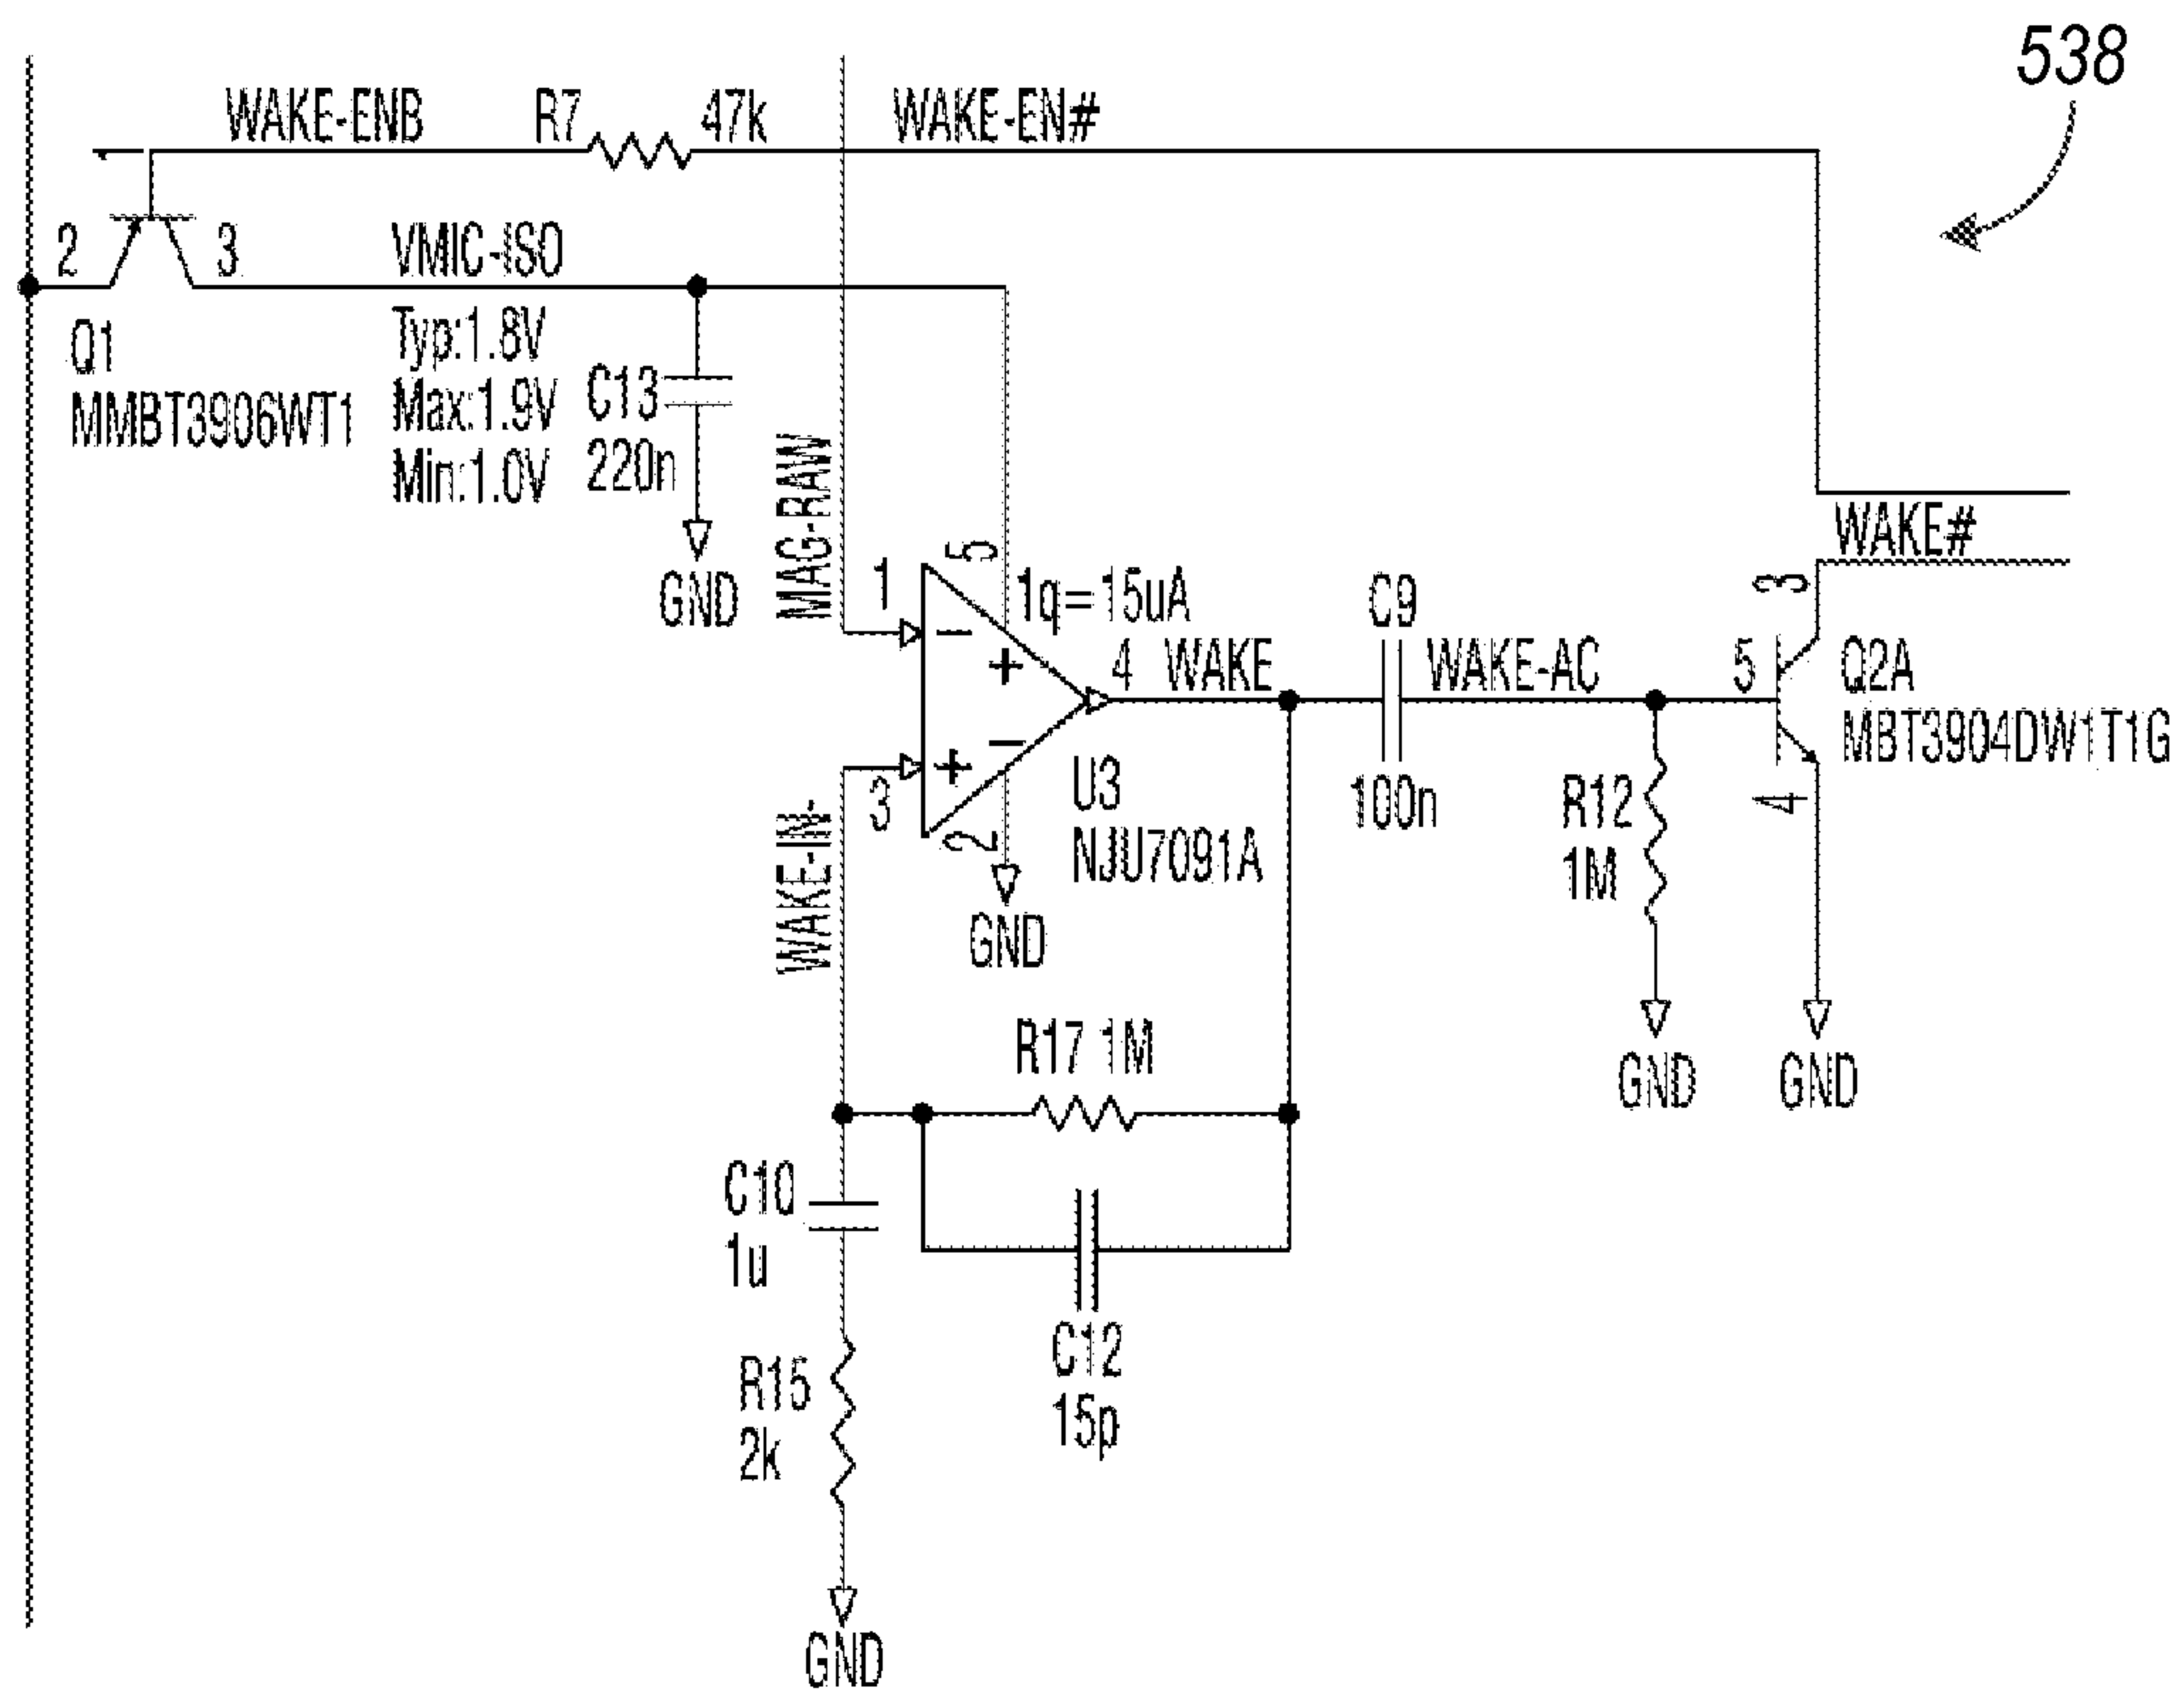 538
WAKE-ENB R7 47k WAKE-EN#
2 3 VMIC-ISO
Q1
MMBT3906WT1
Typ:1.8V
Max:1.9V
Min:1.0V
C13
220n
GND
MAG-RAW
1
5
1q=15uA
4 WAKE
C9
100n
WAKE-AC
WAKE#
3
5
Q2A
MBT3904DW1T1G
4
R12
1M
GND
GND
- + + -
3
2
U3
NJU7091A
GND
WAKE-IN-
R17 1M
C10
1u
C12
15p
R15
2k
GND